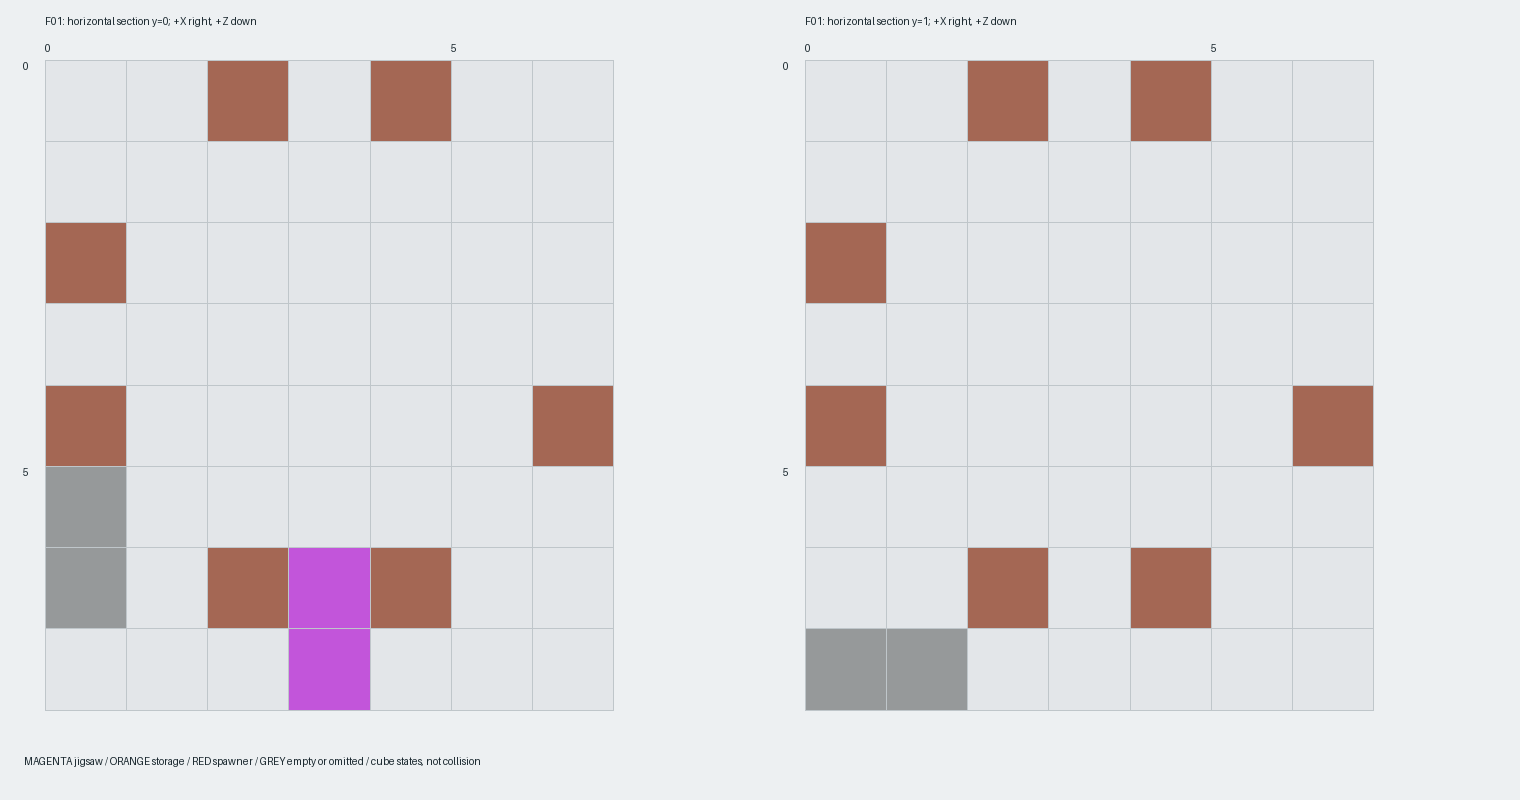 F01: horizontal section y=0; +X right, +Z down
F01: horizontal section y=1; +X right, +Z down
0 5
0 5
0
0
5
5
MAGENTA jigsaw / ORANGE storage / RED spawner / GREY empty or omitted / cube states, not collision